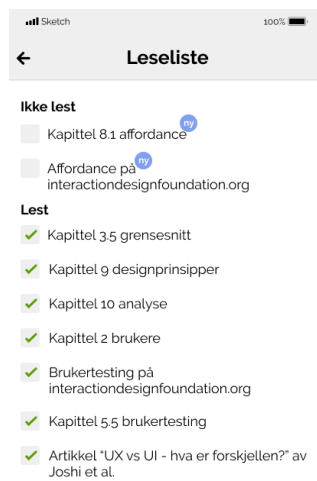 Sketch 100%
Leseliste
Ikke lest
Kapittel 8.1 affordance ny
Affordance på ny
interactiondesignfoundation.org
Lest
Kapittel 3.5 grensesnitt
Kapittel 9 designprinsipper
Kapittel 10 analyse
Kapittel 2 brukere
Brukertesting på
interactiondesignfoundation.org
Kapittel 5.5 brukertesting
Artikkel “UX vs UI - hva er forskjellen?” av
Joshi et al.